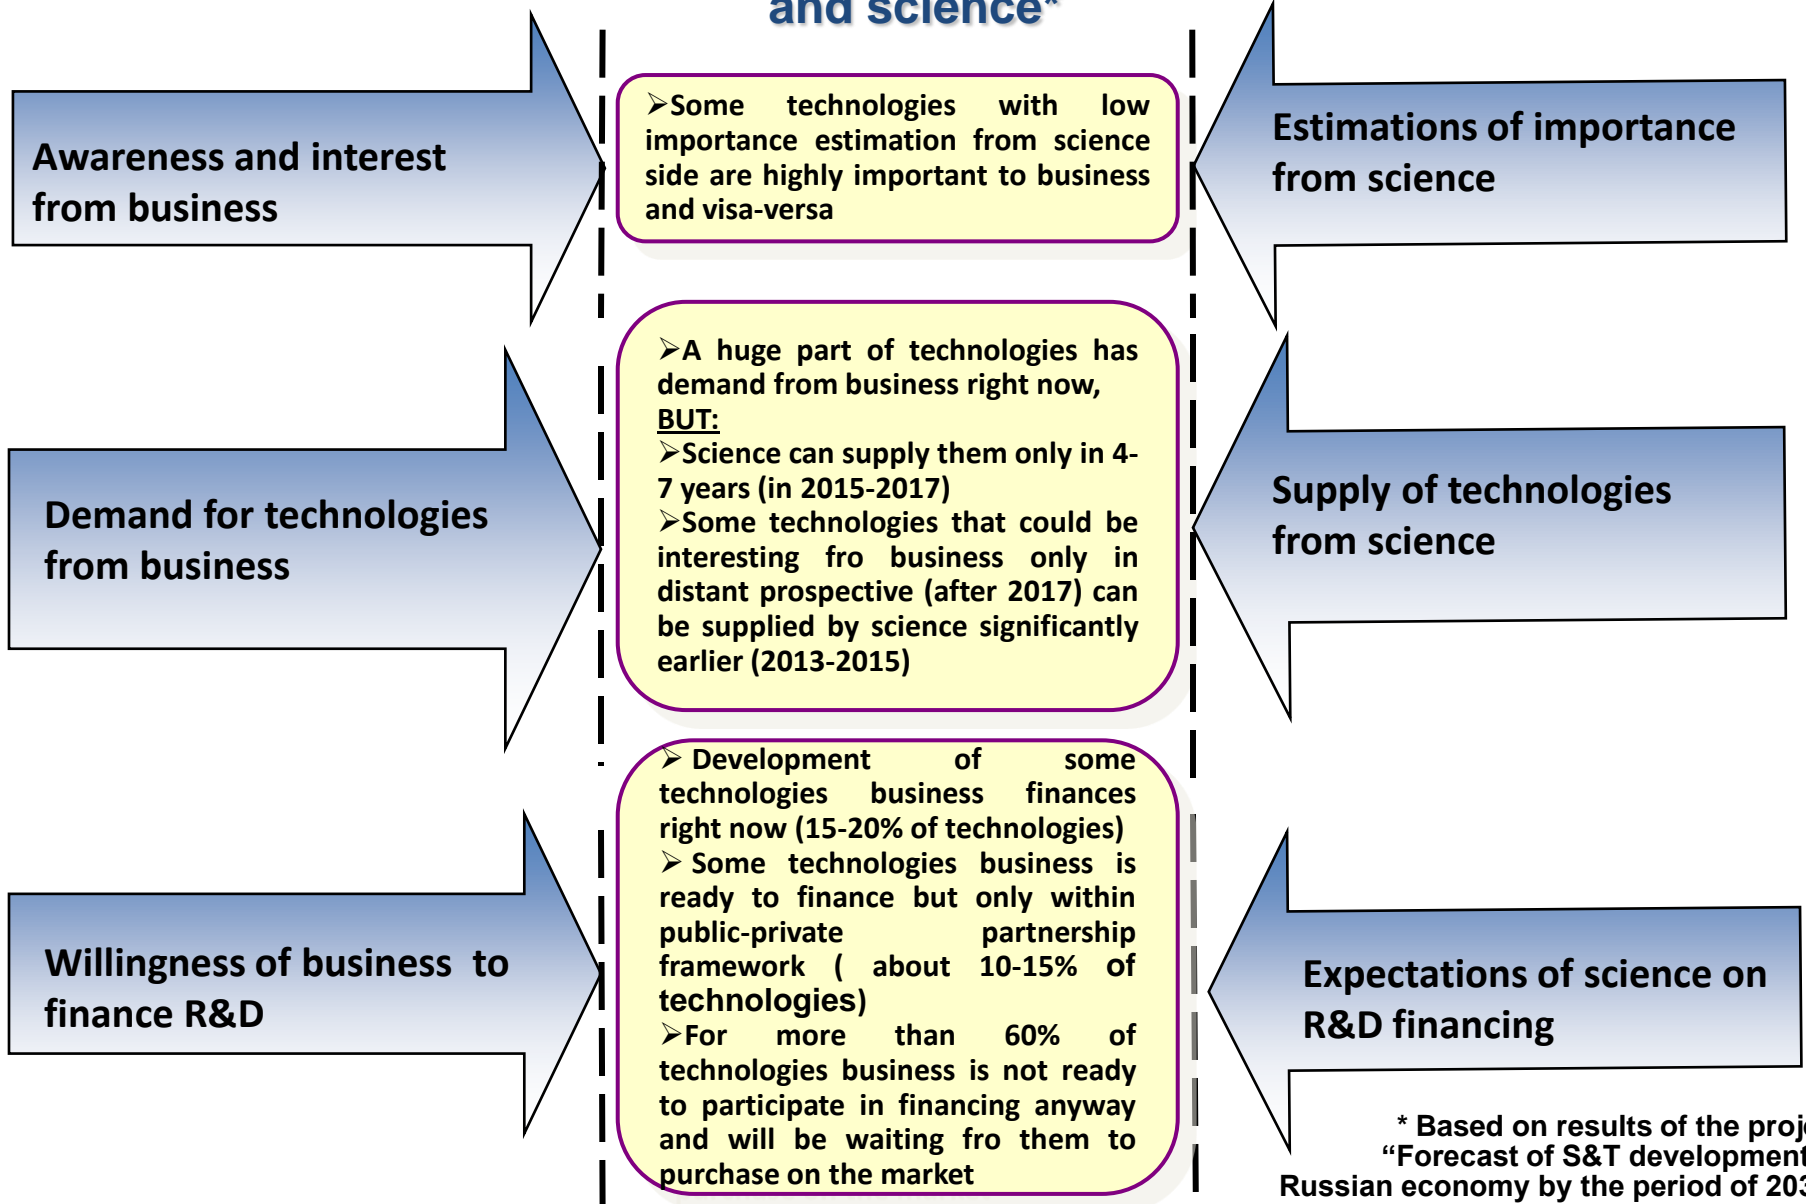 and science*
Awareness and interest
from business
➢Some technologies with low
importance estimation from science
side are highly important to business
and visa-versa
Estimations of importance
from science
Demand for technologies
from business
➢A huge part of technologies has
demand from business right now,
BUT:
➢Science can supply them only in 4-
7 years (in 2015-2017)
➢Some technologies that could be
interesting fro business only in
distant prospective (after 2017) can
be supplied by science significantly
earlier (2013-2015)
Supply of technologies
from science
Willingness of business to
finance R&D
➢ Development of some
technologies business finances
right now (15-20% of technologies)
➢ Some technologies business is
ready to finance but only within
public-private partnership
framework ( about 10-15% of
technologies)
➢For more than 60% of
technologies business is not ready
to participate in financing anyway
and will be waiting fro them to
purchase on the market
Expectations of science on
R&D financing
* Based on results of the
“Forecast of S&T development
Russian economy by the period of